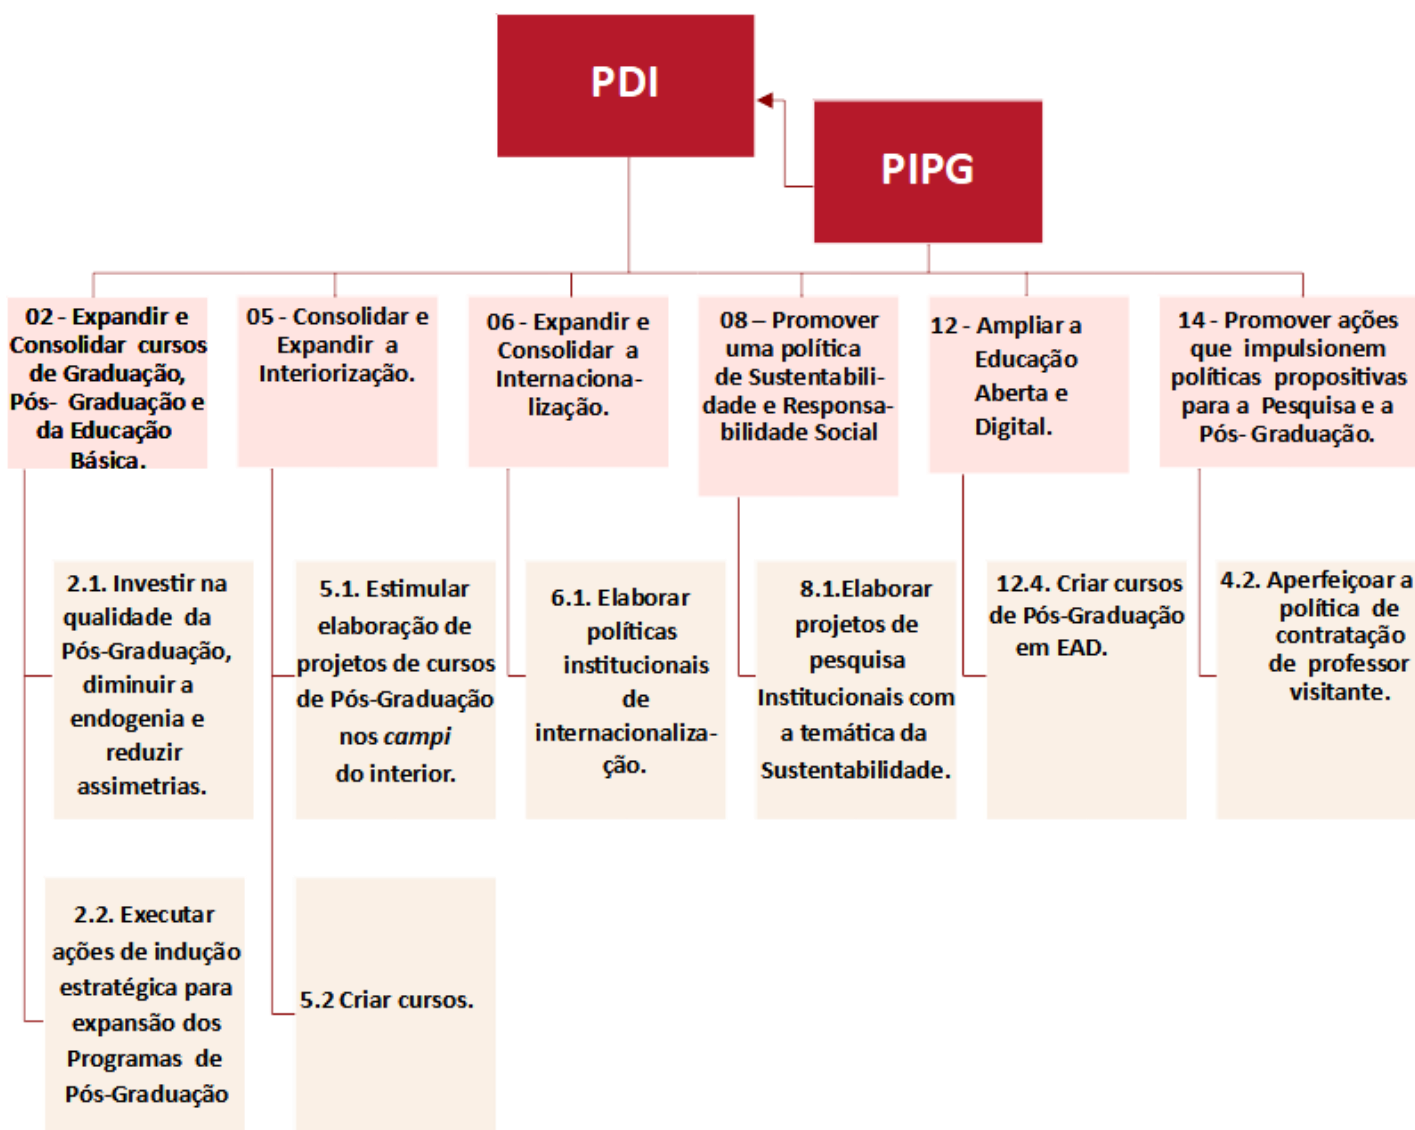 PDI
PIPG
02 - Expandir e
Consolidar cursos
de Graduação,
Pós- Graduação e
da Educação
Básica.
05 - Consolidar e
Expandir a
Interiorização.
06 - Expandir e
Consolidar a
Internaciona-
lização.
08 – Promover
uma política
de Sustentabili-
dade e Responsa-
bilidade Social
12 - Ampliar a
Educação
Aberta e
Digital.
14 - Promover ações
que impulsionem
políticas propositivas
para a Pesquisa e a
Pós- Graduação.
2.1. Investir na
qualidade da
Pós-Graduação,
diminuir a
endogenia e
reduzir
assimetrias.
5.1. Estimular
elaboração de
projetos de cursos
de Pós-Graduação
nos campi
do interior.
6.1. Elaborar
políticas
institucionais
de
internacionaliza-
ção.
8.1.Elaborar
projetos de
pesquisa
Institucionais com
a temática da
Sustentabilidade.
12.4. Criar cursos
de Pós-Graduação
em EAD.
4.2. Aperfeiçoar a
política de
contratação
de professor
visitante.
2.2. Executar
ações de indução
estratégica para
expansão dos
Programas de
Pós-Graduação
5.2 Criar cursos.